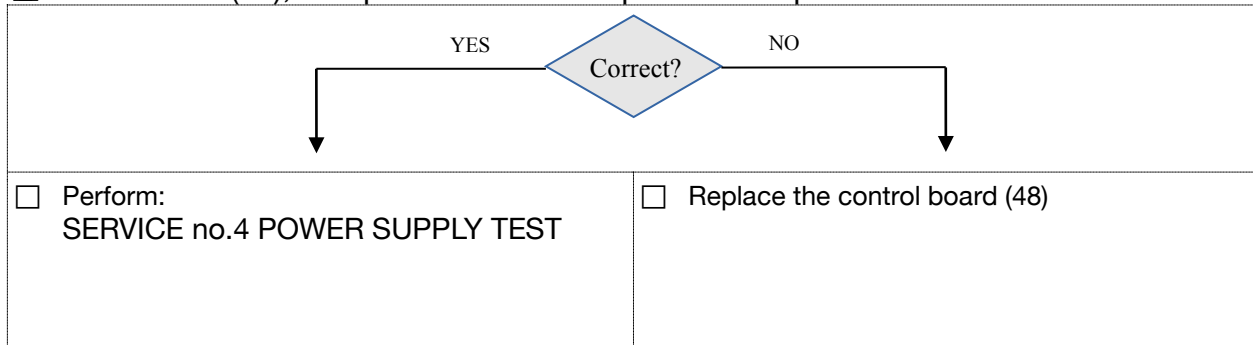 YES
NO
Correct?
☐ Perform:
SERVICE no.4 POWER SUPPLY TEST
☐ Replace the control board (48)